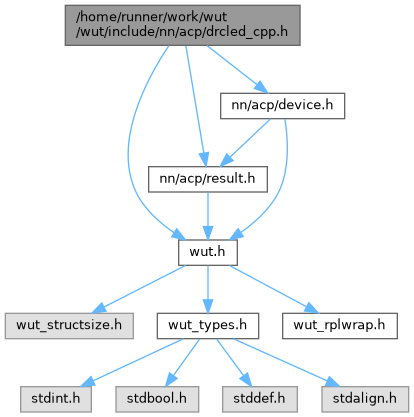 /home/runner/work/wut
/wut/include/nn/acp/drcled_cpp.h
nn/acp/device.h
nn/acp/result.h
wut.h
wut_structsize.h
wut_types.h
wut_rplwrap.h
stdint.h
stdbool.h
stddef.h
stdalign.h